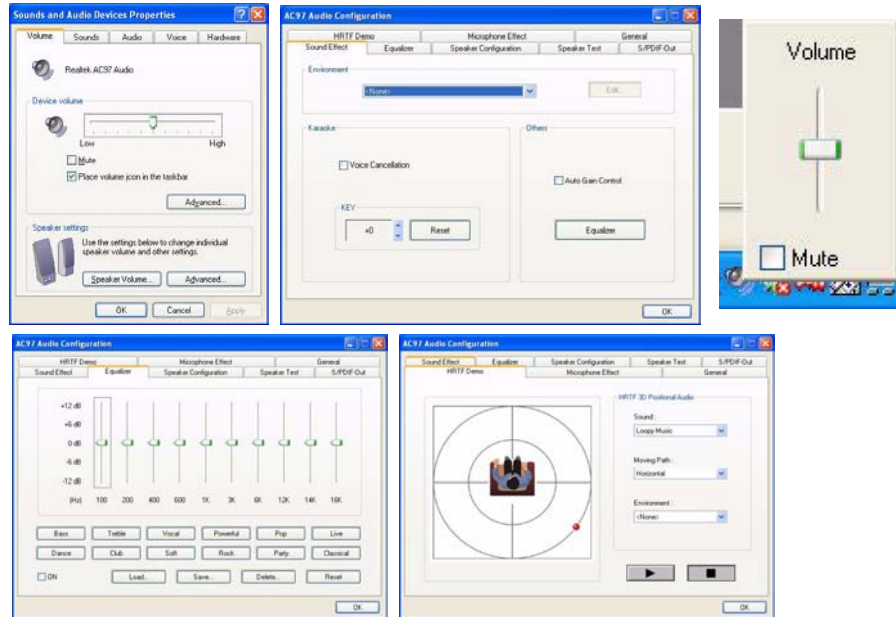 Sounds and Audio Devices Properties
Volume Sounds Audio Voice Hardware
Realtek AC97 Audio
Device volume
Low High
Mute
Place volume icon in the taskbar
Advanced...
Speaker settings
Use the settings below to change individual
speaker volume and other settings.
Speaker Volume... Advanced...
OK Cancel Apply
AC97 Audio Configuration
HRTF Demo Microphone Effect General
Sound Effect Equalizer Speaker Configuration Speaker Test S/PDIF-Out
Environment
<None> Edit...
Karaoke
Voice Cancellation
KEY
+0 Reset
Others
Auto Gain Control
Equalizer
OK
Volume
Mute
AC97 Audio Configuration
HRTF Demo Microphone Effect General
Sound Effect Equalizer Speaker Configuration Speaker Test S/PDIF-Out
+12 dB
+6 dB
0 dB
-6 dB
-12 dB
(Hz) 100 200 400 600 1K 3K 6K 12K 14K 16K
Bass Treble Vocal Powerful Pop Live
Dance Club Soft Rock Party Classical
ON Load... Save... Delete... Reset
OK
AC97 Audio Configuration
Sound Effect Equalizer Speaker Configuration Speaker Test S/PDIF-Out
HRTF Demo Microphone Effect General
HRTF 3D Positional Audio
Sound :
Loopy Music
Moving Path :
Horizontal
Environment :
<None>
OK